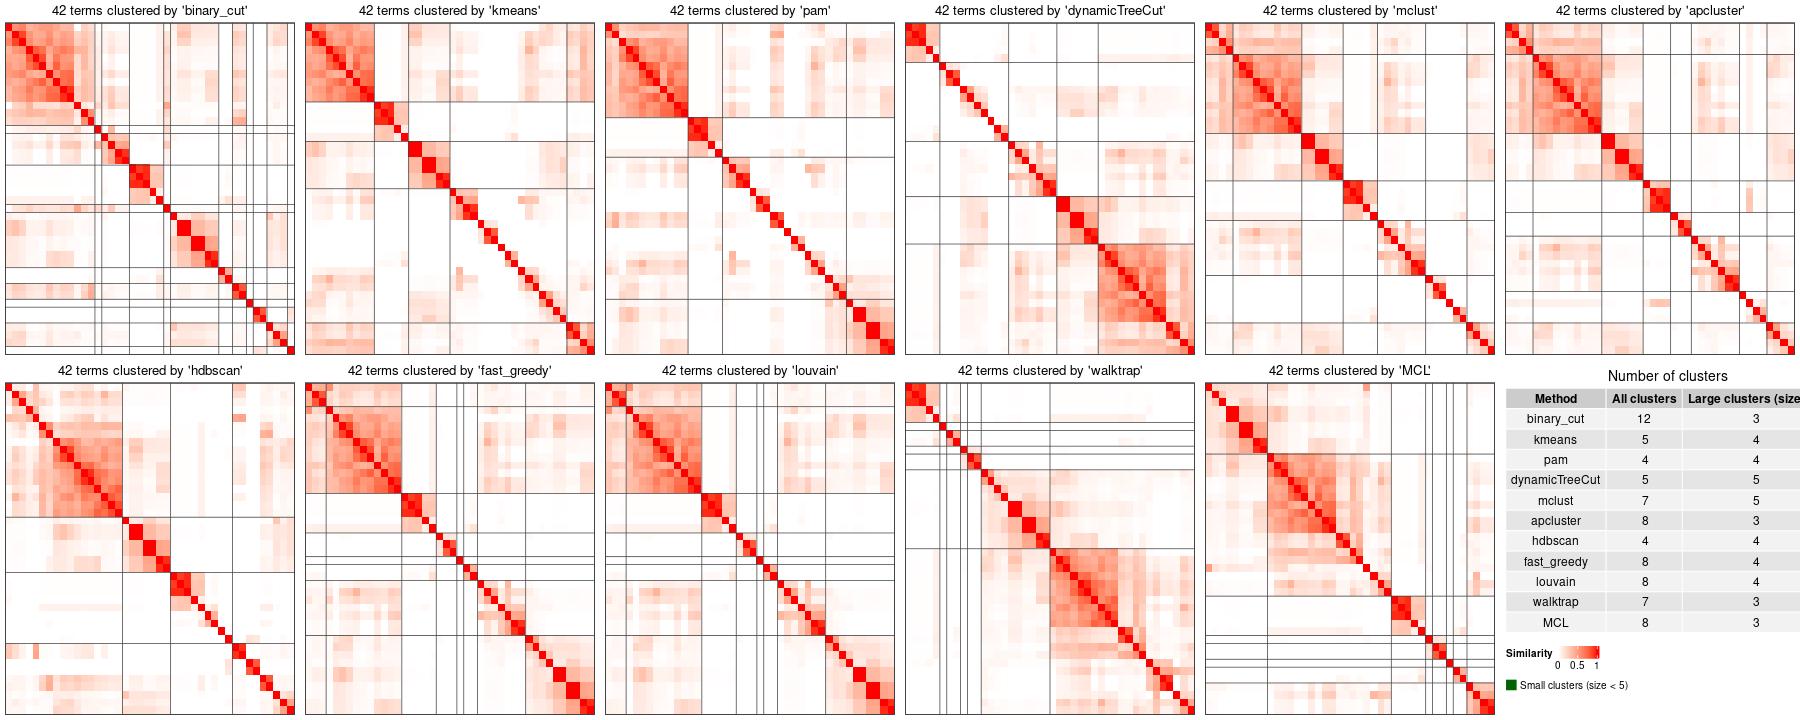 42 terms clustered by 'binary_cut'
42 terms clustered by 'kmeans'
42 terms clustered by 'pam'
42 terms clustered by 'dynamicTreeCut'
42 terms clustered by 'mclust'
42 terms clustered by 'apcluster'
42 terms clustered by 'hdbscan'
42 terms clustered by 'fast_greedy'
42 terms clustered by 'louvain'
42 terms clustered by 'walktrap'
42 terms clustered by 'MCL'
Number of clusters
Method All clusters Large clusters (size
binary_cut 12 3
kmeans 5 4
pam 4 4
dynamicTreeCut 5 5
mclust 7 5
apcluster 8 3
hdbscan 4 4
fast_greedy 8 4
louvain 8 4
walktrap 7 3
MCL 8 3
Similarity
0 0.5 1
Small clusters (size < 5)